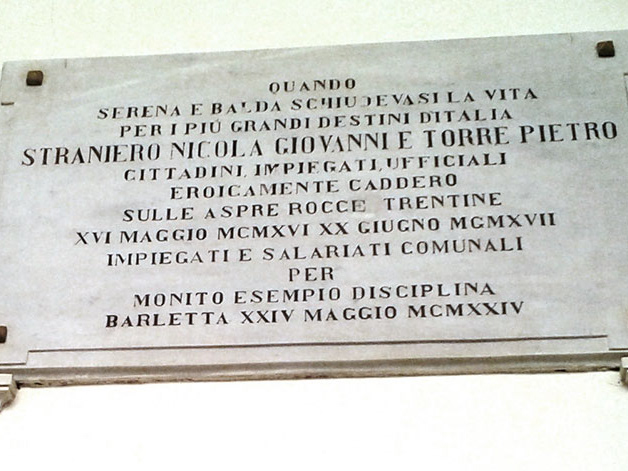 QUANDO
SERENA E BALDA SCHIUDEVASI LA VITA
PER I PIÚ GRANDI DESTINI D'ITALIA
STRANIERO NICOLA GIOVANNI E TORRE PIETRO
CITTADINI, IMPIEGATI, UFFICIALI
EROICAMENTE CADDERO
SULLE ASPRE ROCCE TRENTINE
XVI MAGGIO MCMXVI XX GIUGNO MCMXVII
IMPIEGATI E SALARIATI COMUNALI
PER
MONITO ESEMPIO DISCIPLINA
BARLETTA XXIV MAGGIO MCMXXIV